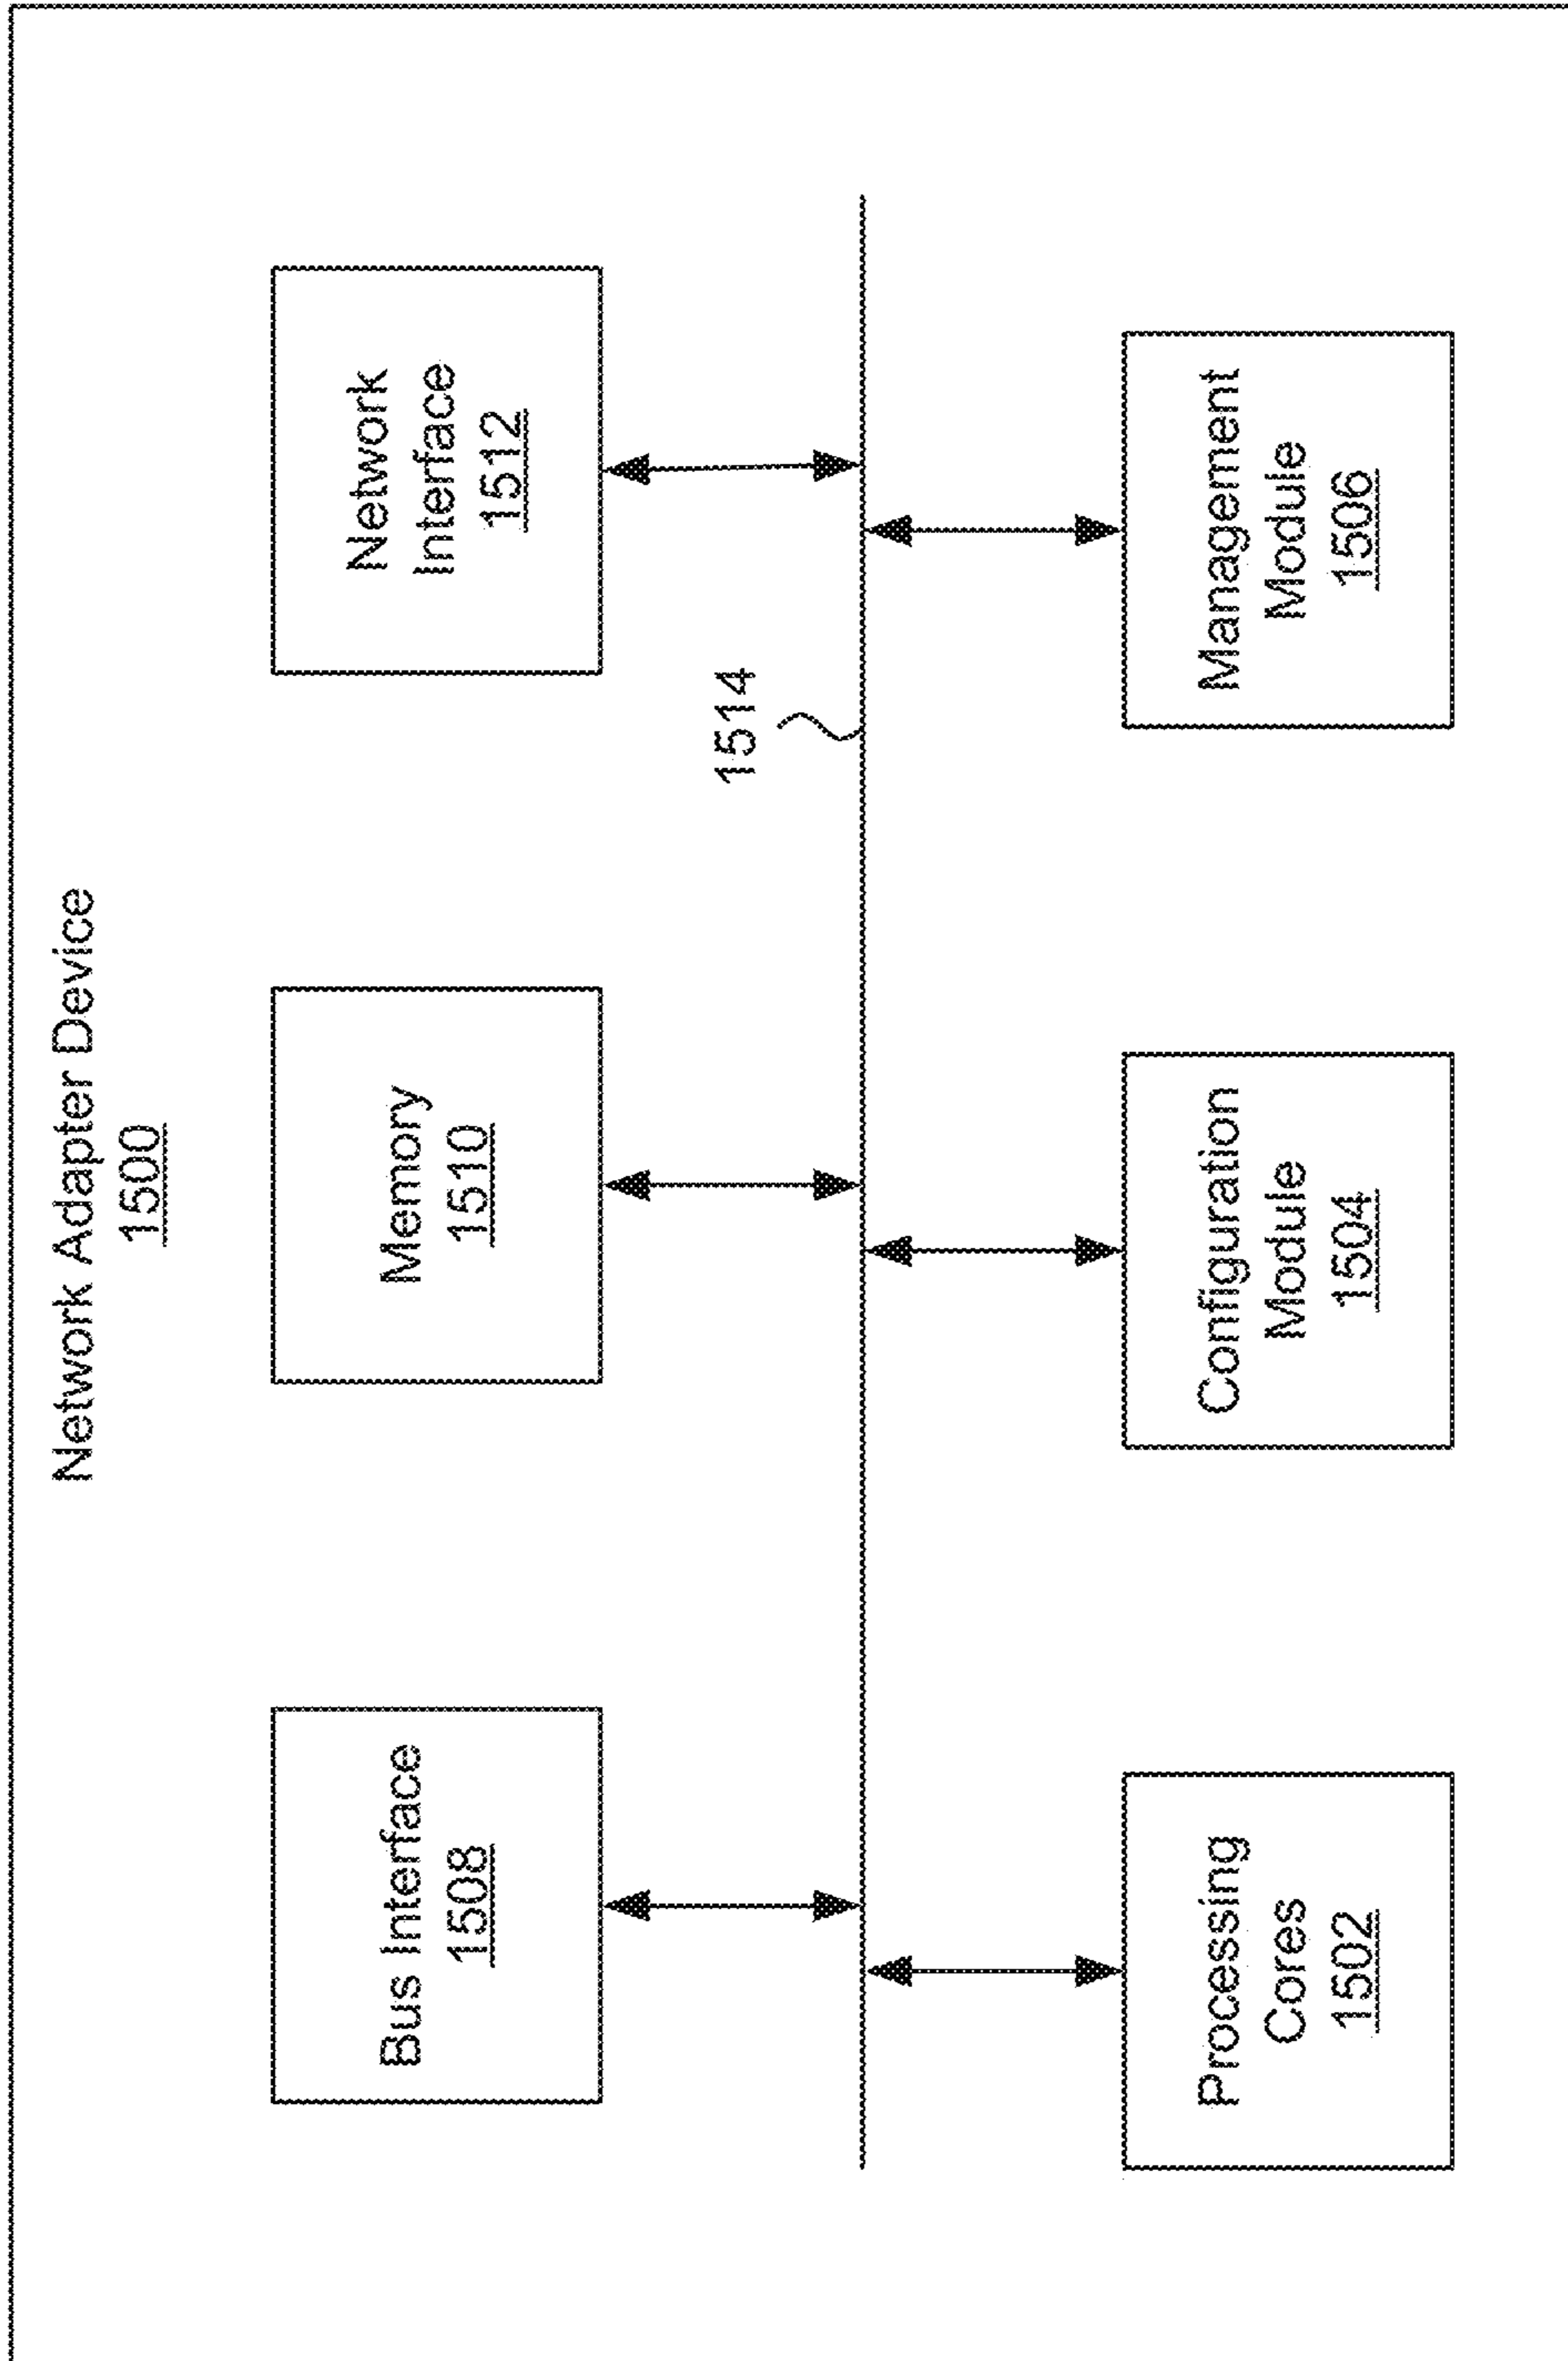 Network Adapter Device
1500
Bus Interface
1508
Memory
1510
Network
Interface
1512
1514
Processing
Cores
1502
Configuration
Module
1504
Management
Module
1506